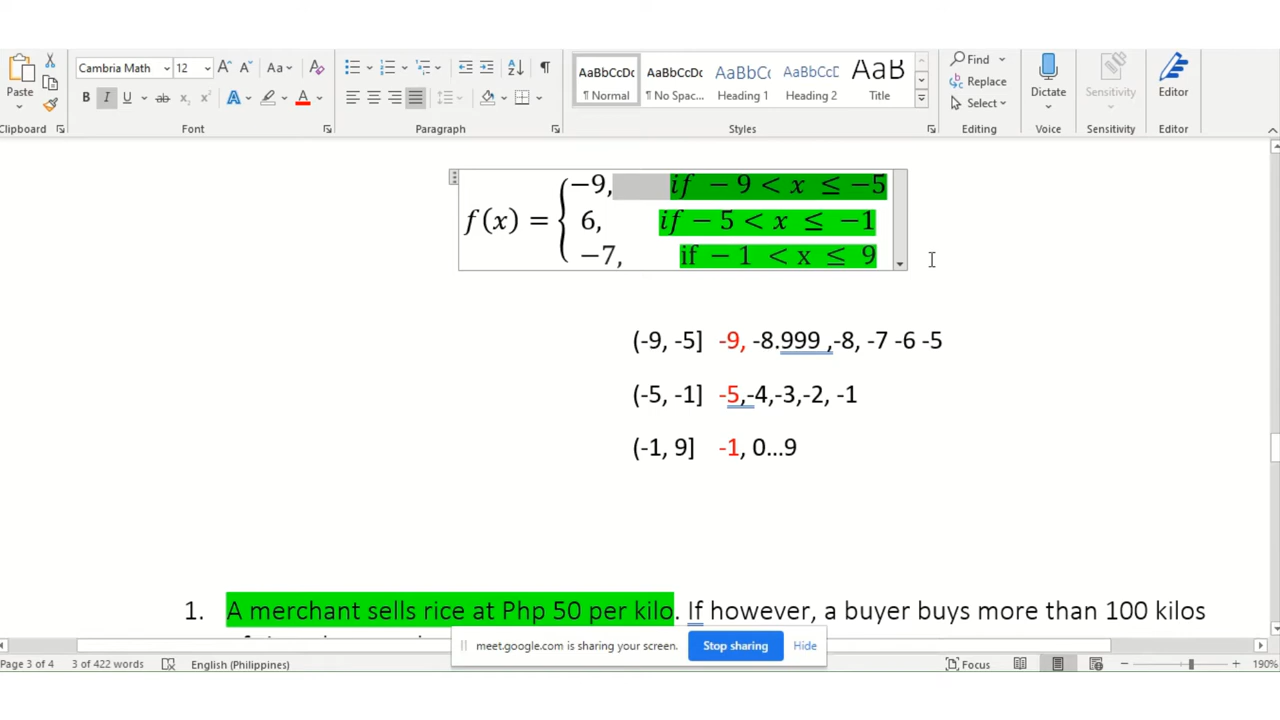 Cambria Math 12 A A Aa A Find
Paste Replace
B I U ab x x A A Select
AaBbCcDc AaBbCcDc AaBbCc AaBbCcD AaB
¶ Normal ¶ No Spac... Heading 1 Heading 2 Title
Dictate Sensitivity Editor
Clipboard Font Paragraph Styles Editing Voice Sensitivity Editor
−9, if − 9 < x ≤ −5
f(x) = { 6, if − 5 < x ≤ −1
−7, if − 1 < x ≤ 9
(-9, -5] -9, -8.999 ,-8, -7 -6 -5
(-5, -1] -5,-4,-3,-2, -1
(-1, 9] -1, 0…9
1. A merchant sells rice at Php 50 per kilo. If however, a buyer buys more than 100 kilos
meet.google.com is sharing your screen. Stop sharing Hide
Page 3 of 4 3 of 422 words English (Philippines) Focus 190%